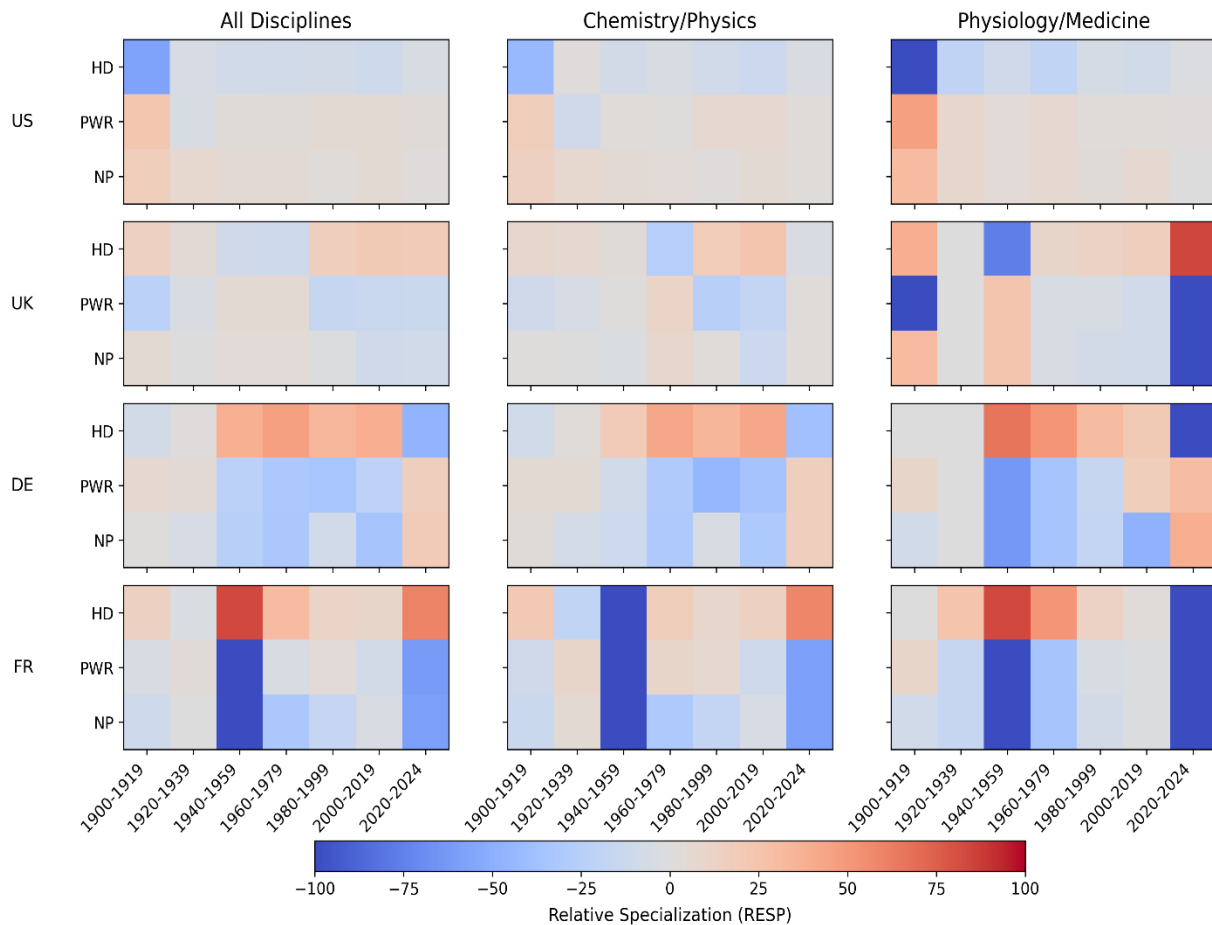 All Disciplines
Chemistry/Physics
Physiology/Medicine
US
HD
PWR
NP
UK
HD
PWR
NP
DE
HD
PWR
NP
FR
HD
PWR
NP
1900-1919
1920-1939
1940-1959
1960-1979
1980-1999
2000-2019
2020-2024
1900-1919
1920-1939
1940-1959
1960-1979
1980-1999
2000-2019
2020-2024
1900-1919
1920-1939
1940-1959
1960-1979
1980-1999
2000-2019
2020-2024
−100 −75 −50 −25 0 25 50 75 100
Relative Specialization (RESP)